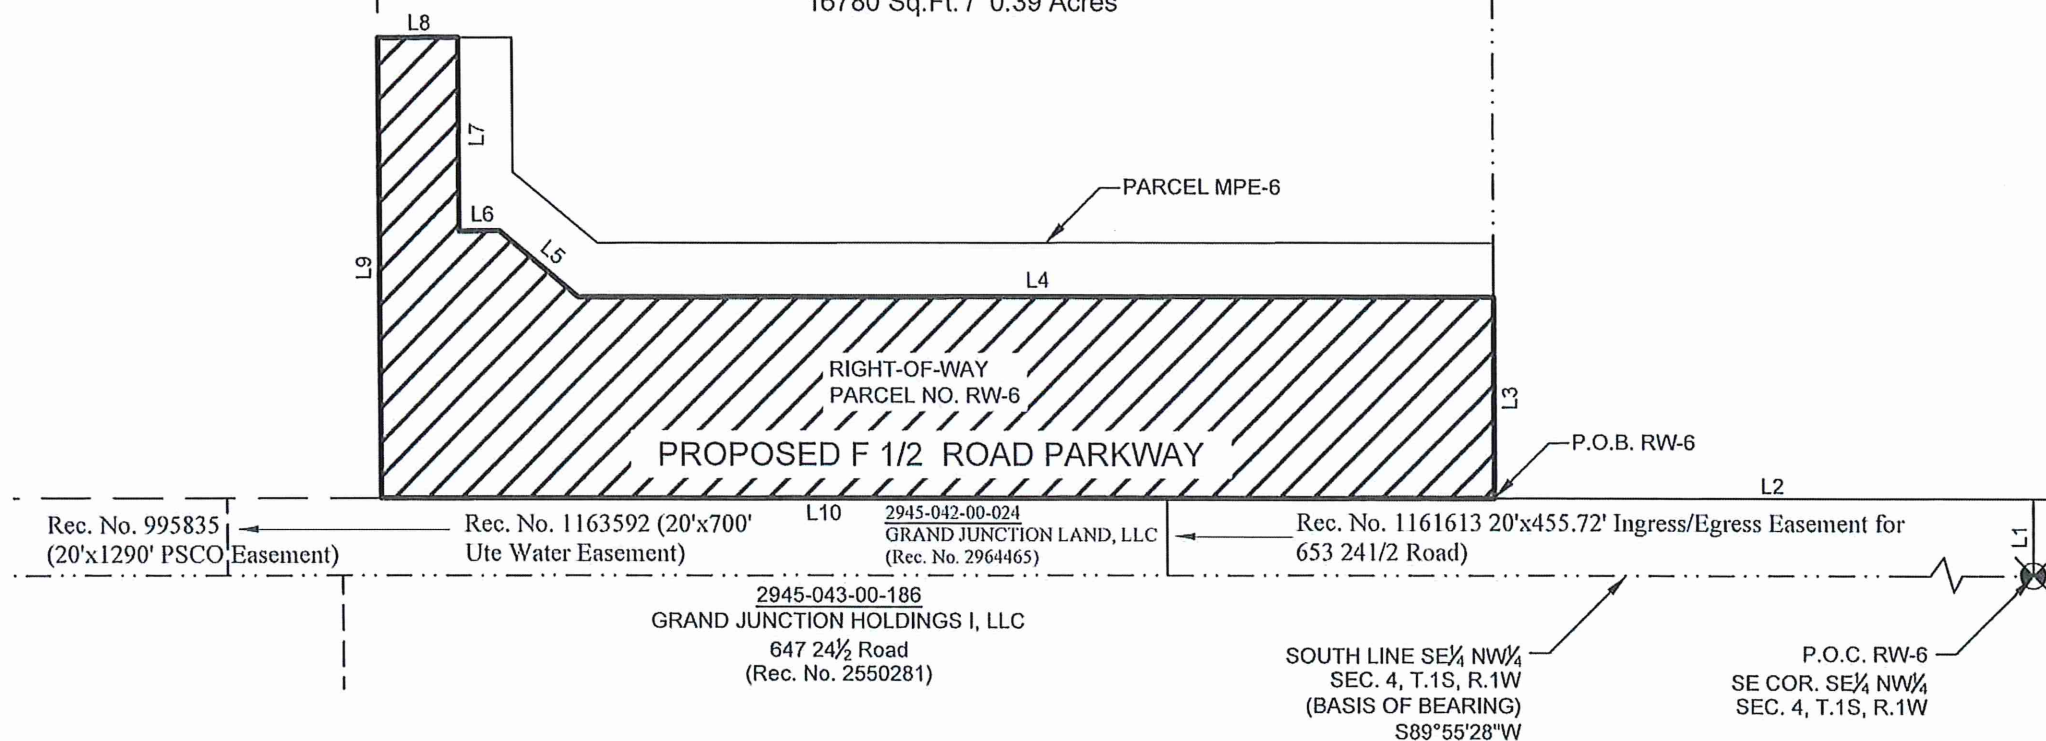 16780 Sq.Ft. / 0.39 Acres
L8
L7
PARCEL MPE-6
L6
L5
L9
L4
RIGHT-OF-WAY
PARCEL NO. RW-6
L3
PROPOSED F 1/2 ROAD PARKWAY
P.O.B. RW-6
L2
L10
Rec. No. 995835
(20'x1290' PSCO Easement)
Rec. No. 1163592 (20'x700'
Ute Water Easement)
2945-042-00-024
GRAND JUNCTION LAND, LLC
(Rec. No. 2964465)
Rec. No. 1161613 20'x455.72' Ingress/Egress Easement for
653 241/2 Road)
L1
2945-043-00-186
GRAND JUNCTION HOLDINGS I, LLC
647 24½ Road
(Rec. No. 2550281)
SOUTH LINE SE¼ NW¼
SEC. 4, T.1S, R.1W
(BASIS OF BEARING)
S89°55'28"W
P.O.C. RW-6
SE COR. SE¼ NW¼
SEC. 4, T.1S, R.1W